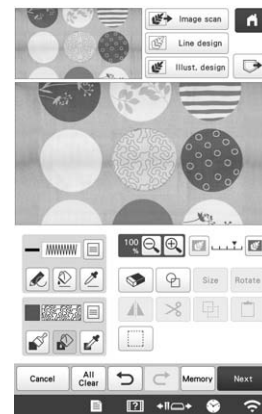 Image scan
Line design
Illust. design
100 %
Size
Rotate
Cancel
All Clear
Memory
Next